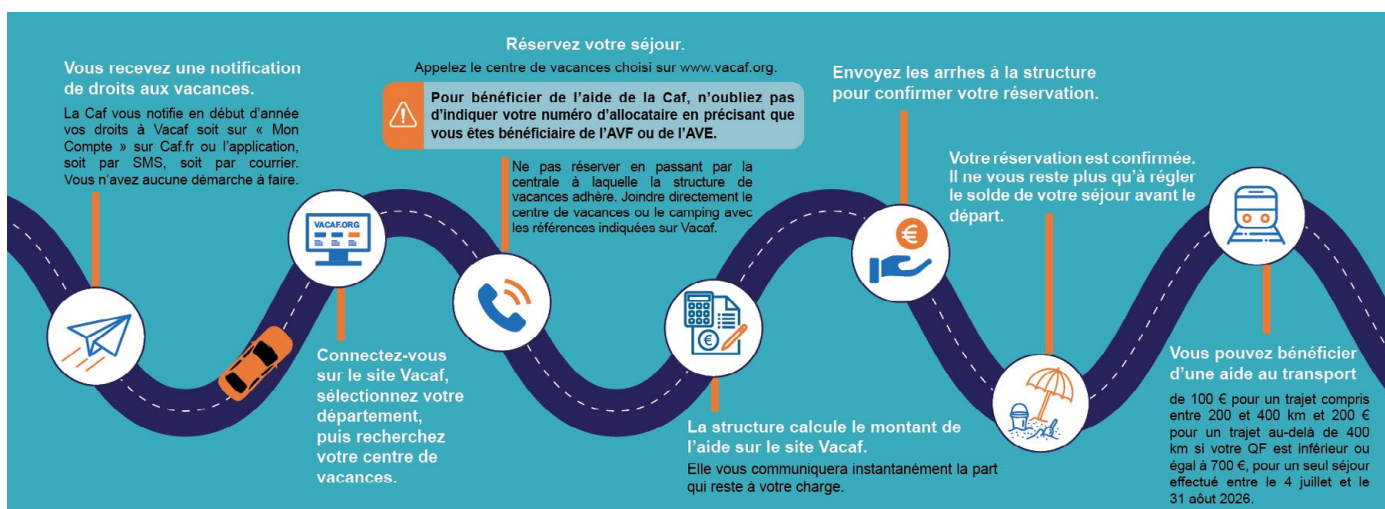 Vous recevez une notification
de droits aux vacances.
La Caf vous notifie en début d'année
vos droits à Vacaf soit sur « Mon
Compte » sur Caf.fr ou l'application,
soit par SMS, soit par courrier.
Vous n'avez aucune démarche à faire.
VACAF.ORG
Connectez-vous
sur le site Vacaf,
sélectionnez votre
département,
puis recherchez
votre centre de
vacances.
Réservez votre séjour.
Appelez le centre de vacances choisi sur www.vacaf.org.
Pour bénéficier de l'aide de la Caf, n'oubliez pas
d'indiquer votre numéro d'allocataire en précisant que
vous êtes bénéficiaire de l'AVF ou de l'AVE.
Ne pas réserver en passant par la
centrale à laquelle la structure de
vacances adhère. Joindre directement le
centre de vacances ou le camping avec
les références indiquées sur Vacaf.
La structure calcule le montant de
l'aide sur le site Vacaf.
Elle vous communiquera instantanément la part
qui reste à votre charge.
Envoyez les arrhes à la structure
pour confirmer votre réservation.
Votre réservation est confirmée.
Il ne vous reste plus qu'à régler
le solde de votre séjour avant le
départ.
Vous pouvez bénéficier
d'une aide au transport
de 100 € pour un trajet compris
entre 200 et 400 km et 200 €
pour un trajet au-delà de 400
km si votre QF est inférieur ou
égal à 700 €, pour un seul séjour
effectué entre le 4 juillet et le
31 aôut 2026.